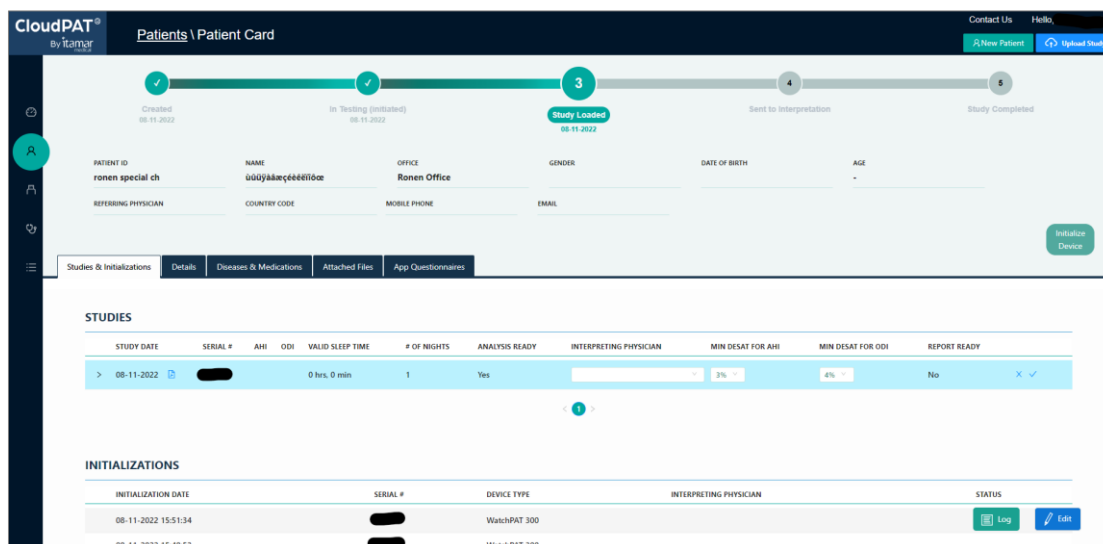 CloudPAT®
By itamar
medical
Patients \ Patient Card
Contact Us Hello,
New Patient Upload Study
3 4 5
Created In Testing (initiated) Study Loaded Sent to Interpretation Study Completed
08-11-2022 08-11-2022 08-11-2022
PATIENT ID NAME OFFICE GENDER DATE OF BIRTH AGE
ronen special ch Ronen Office -
REFERRING PHYSICIAN COUNTRY CODE MOBILE PHONE EMAIL
Initialize
Device
Studies & Initializations Details Diseases & Medications Attached Files App Questionnaires
STUDIES
STUDY DATE SERIAL # AHI ODI VALID SLEEP TIME # OF NIGHTS ANALYSIS READY INTERPRETING PHYSICIAN MIN DESAT FOR AHI MIN DESAT FOR ODI REPORT READY
> 08-11-2022 0 hrs, 0 min 1 Yes 3% 4% No
< 1 >
INITIALIZATIONS
INITIALIZATION DATE SERIAL # DEVICE TYPE INTERPRETING PHYSICIAN STATUS
08-11-2022 15:51:34 WatchPAT 300 Log Edit